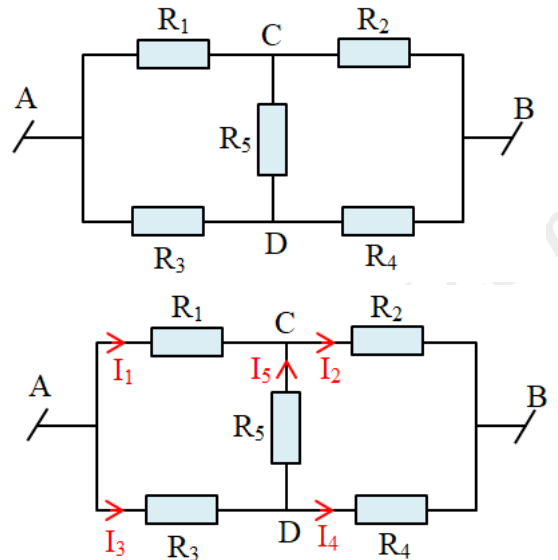 R₁ C R₂
A B
R₅
D
R₃ R₄
R₁ C R₂
A I₁ I₅ I₂ B
R₅
I₃ R₃ D I₄ R₄